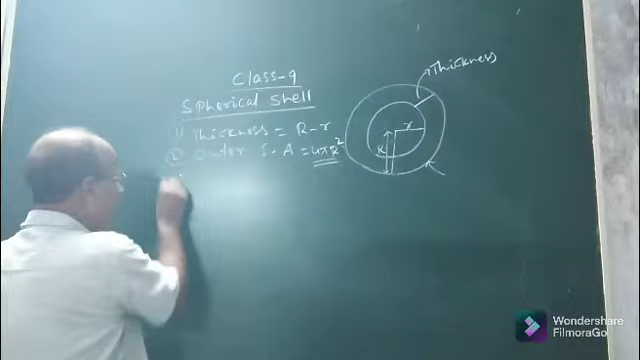 Class-9
Spherical Shell
1) Thickness = R-r
2) Outer S.A = 4πR²
Thickness
r
R
Wondershare
FilmoraGo